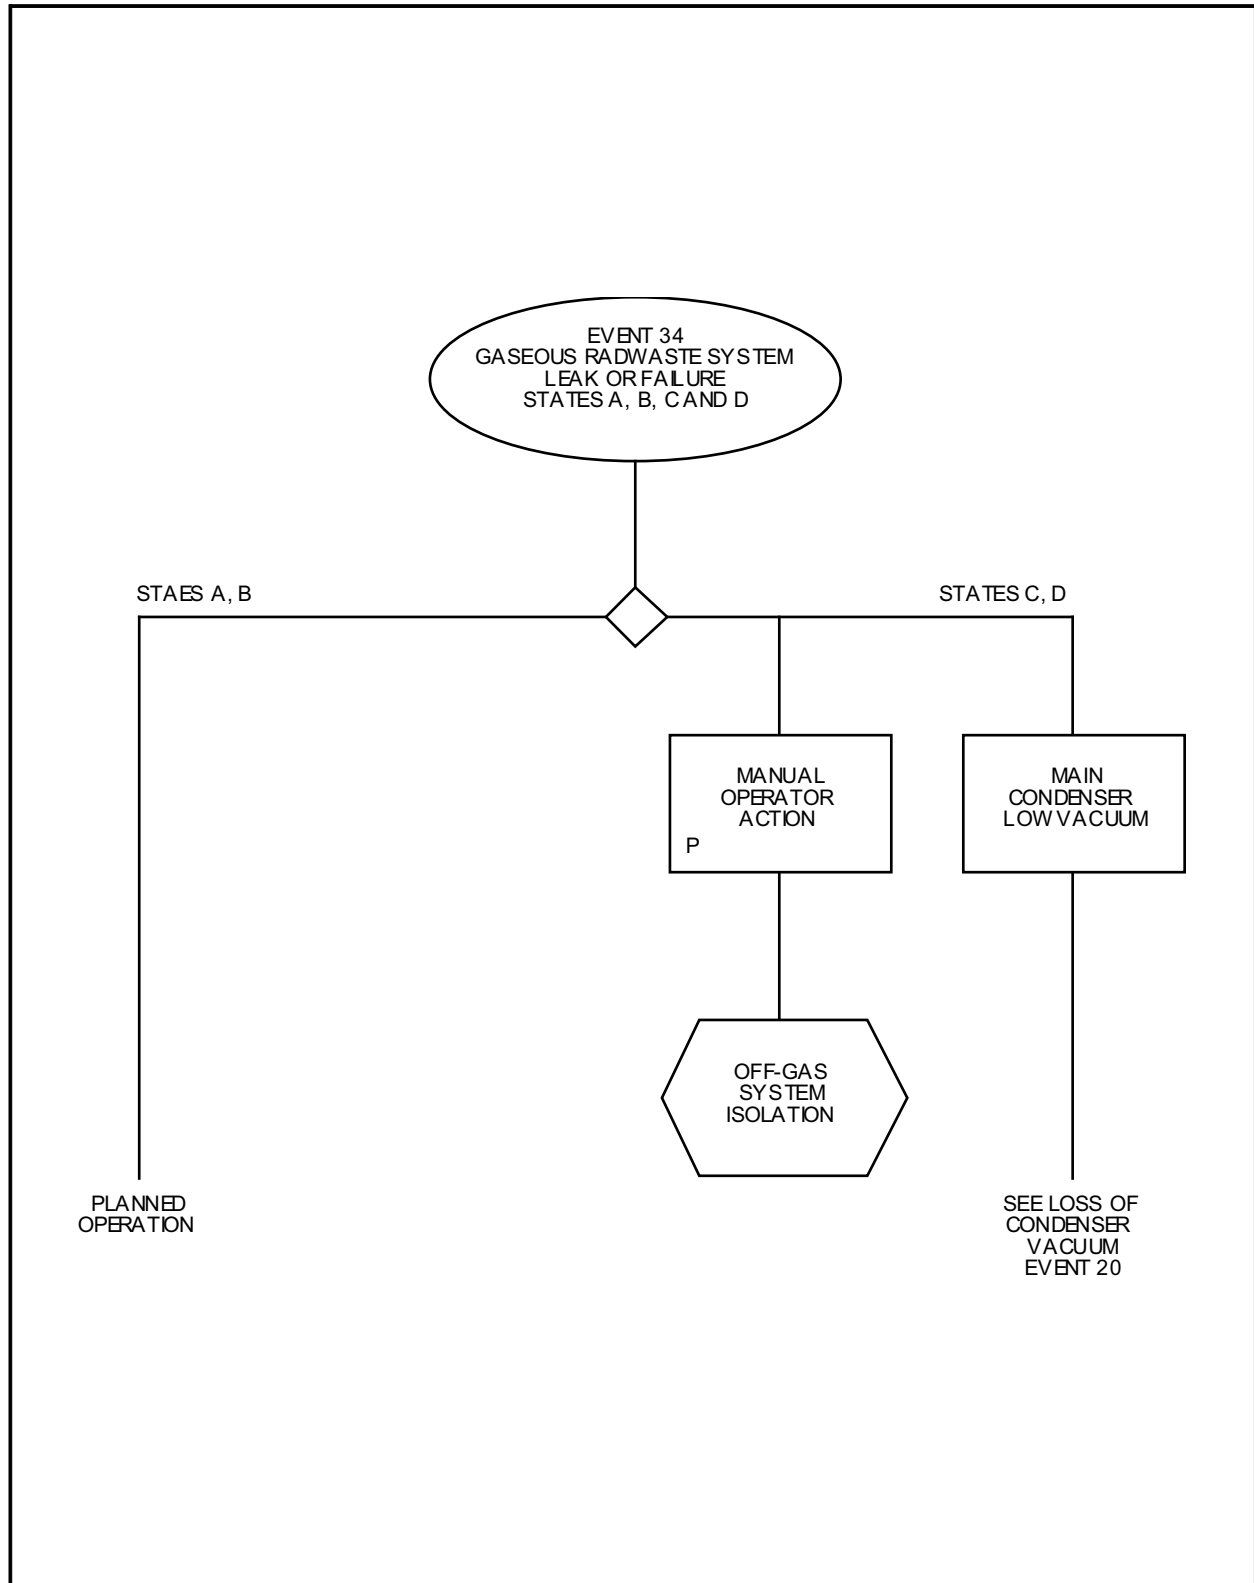 EVENT 34
GASEOUS RADWASTE SYSTEM
LEAK OR FAILURE
STATES A, B, C AND D
STAES A, B
STATES C, D
MANUAL
OPERATOR
ACTION
P
MAIN
CONDENSER
LOW VACUUM
OFF-GAS
SYSTEM
ISOLATION
PLANNED
OPERATION
SEE LOSS OF
CONDENSER
VACUUM
EVENT 20